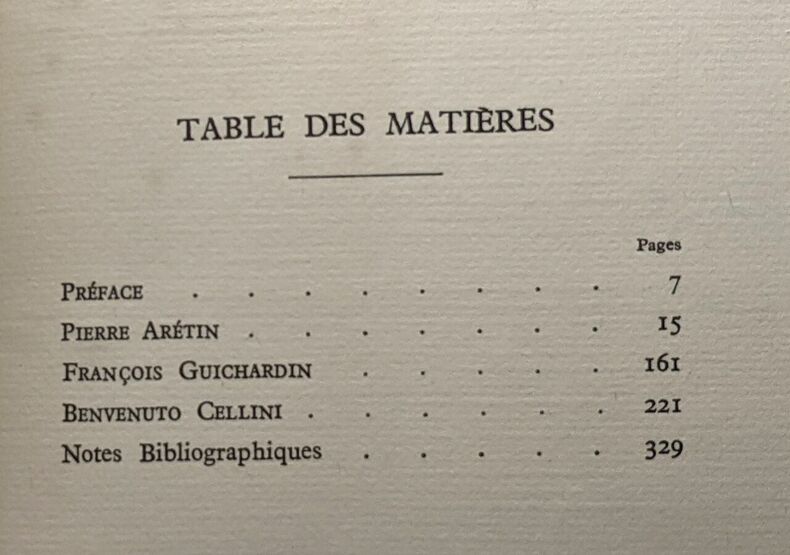 TABLE DES MATIÈRES
Pages
PRÉFACE . . . . . . . . 7
PIERRE ARÉTIN . . . . . . . 15
FRANÇOIS GUICHARDIN . . . . . 161
BENVENUTO CELLINI . . . . . . 221
Notes Bibliographiques . . . . . 329